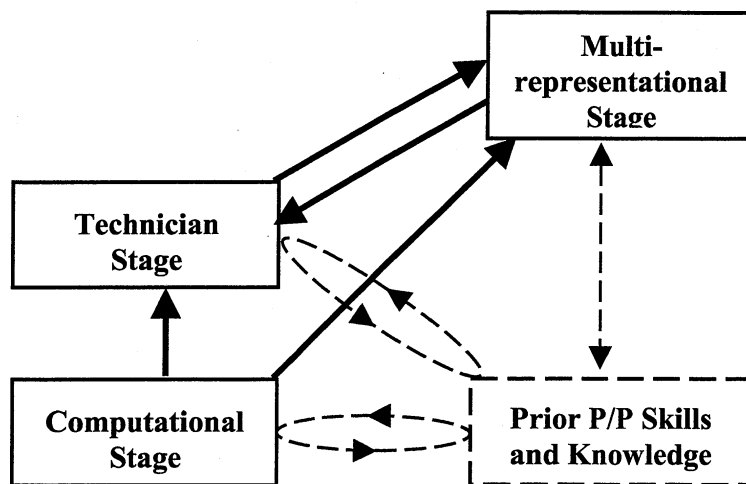 Multi-
representational
Stage
Technician
Stage
Computational
Stage
Prior P/P Skills
and Knowledge